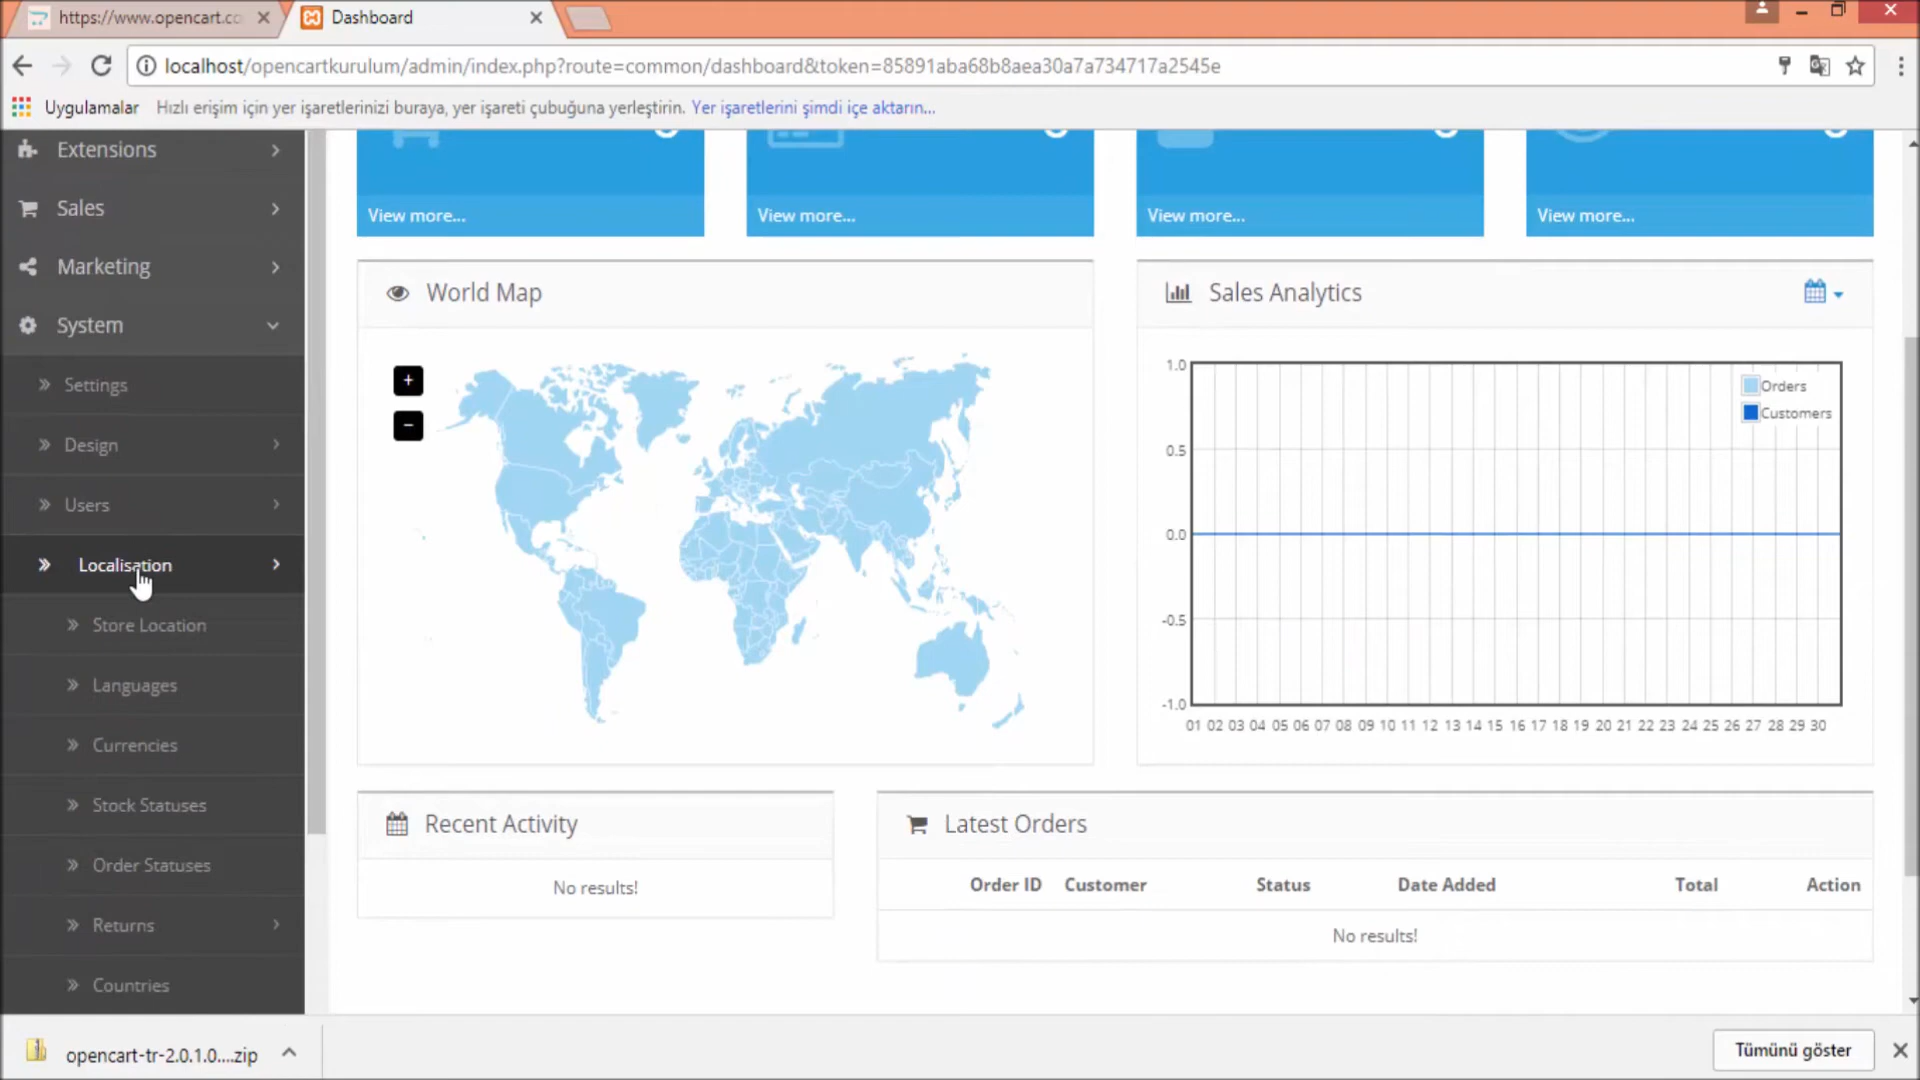 https://www.opencart.co
Dashboard
localhost/opencartkurulum/admin/index.php?route=common/dashboard&token=85891aba68b8aea30a7a734717a2545e
Uygulamalar Hızlı erişim için yer işaretlerinizi buraya, yer işareti çubuğuna yerleştirin. Yer işaretlerini şimdi içe aktarın...
Extensions
Sales
Marketing
System
Settings
Design
Users
Localisation
Store Location
Languages
Currencies
Stock Statuses
Order Statuses
Returns
Countries
View more...
View more...
View more...
View more...
World Map
+
−
Sales Analytics
Orders
Customers
1.0
0.5
0.0
-0.5
-1.0
01 02 03 04 05 06 07 08 09 10 11 12 13 14 15 16 17 18 19 20 21 22 23 24 25 26 27 28 29 30
Recent Activity
No results!
Latest Orders
Order ID Customer Status Date Added Total Action
No results!
opencart-tr-2.0.1.0....zip
Tümünü göster